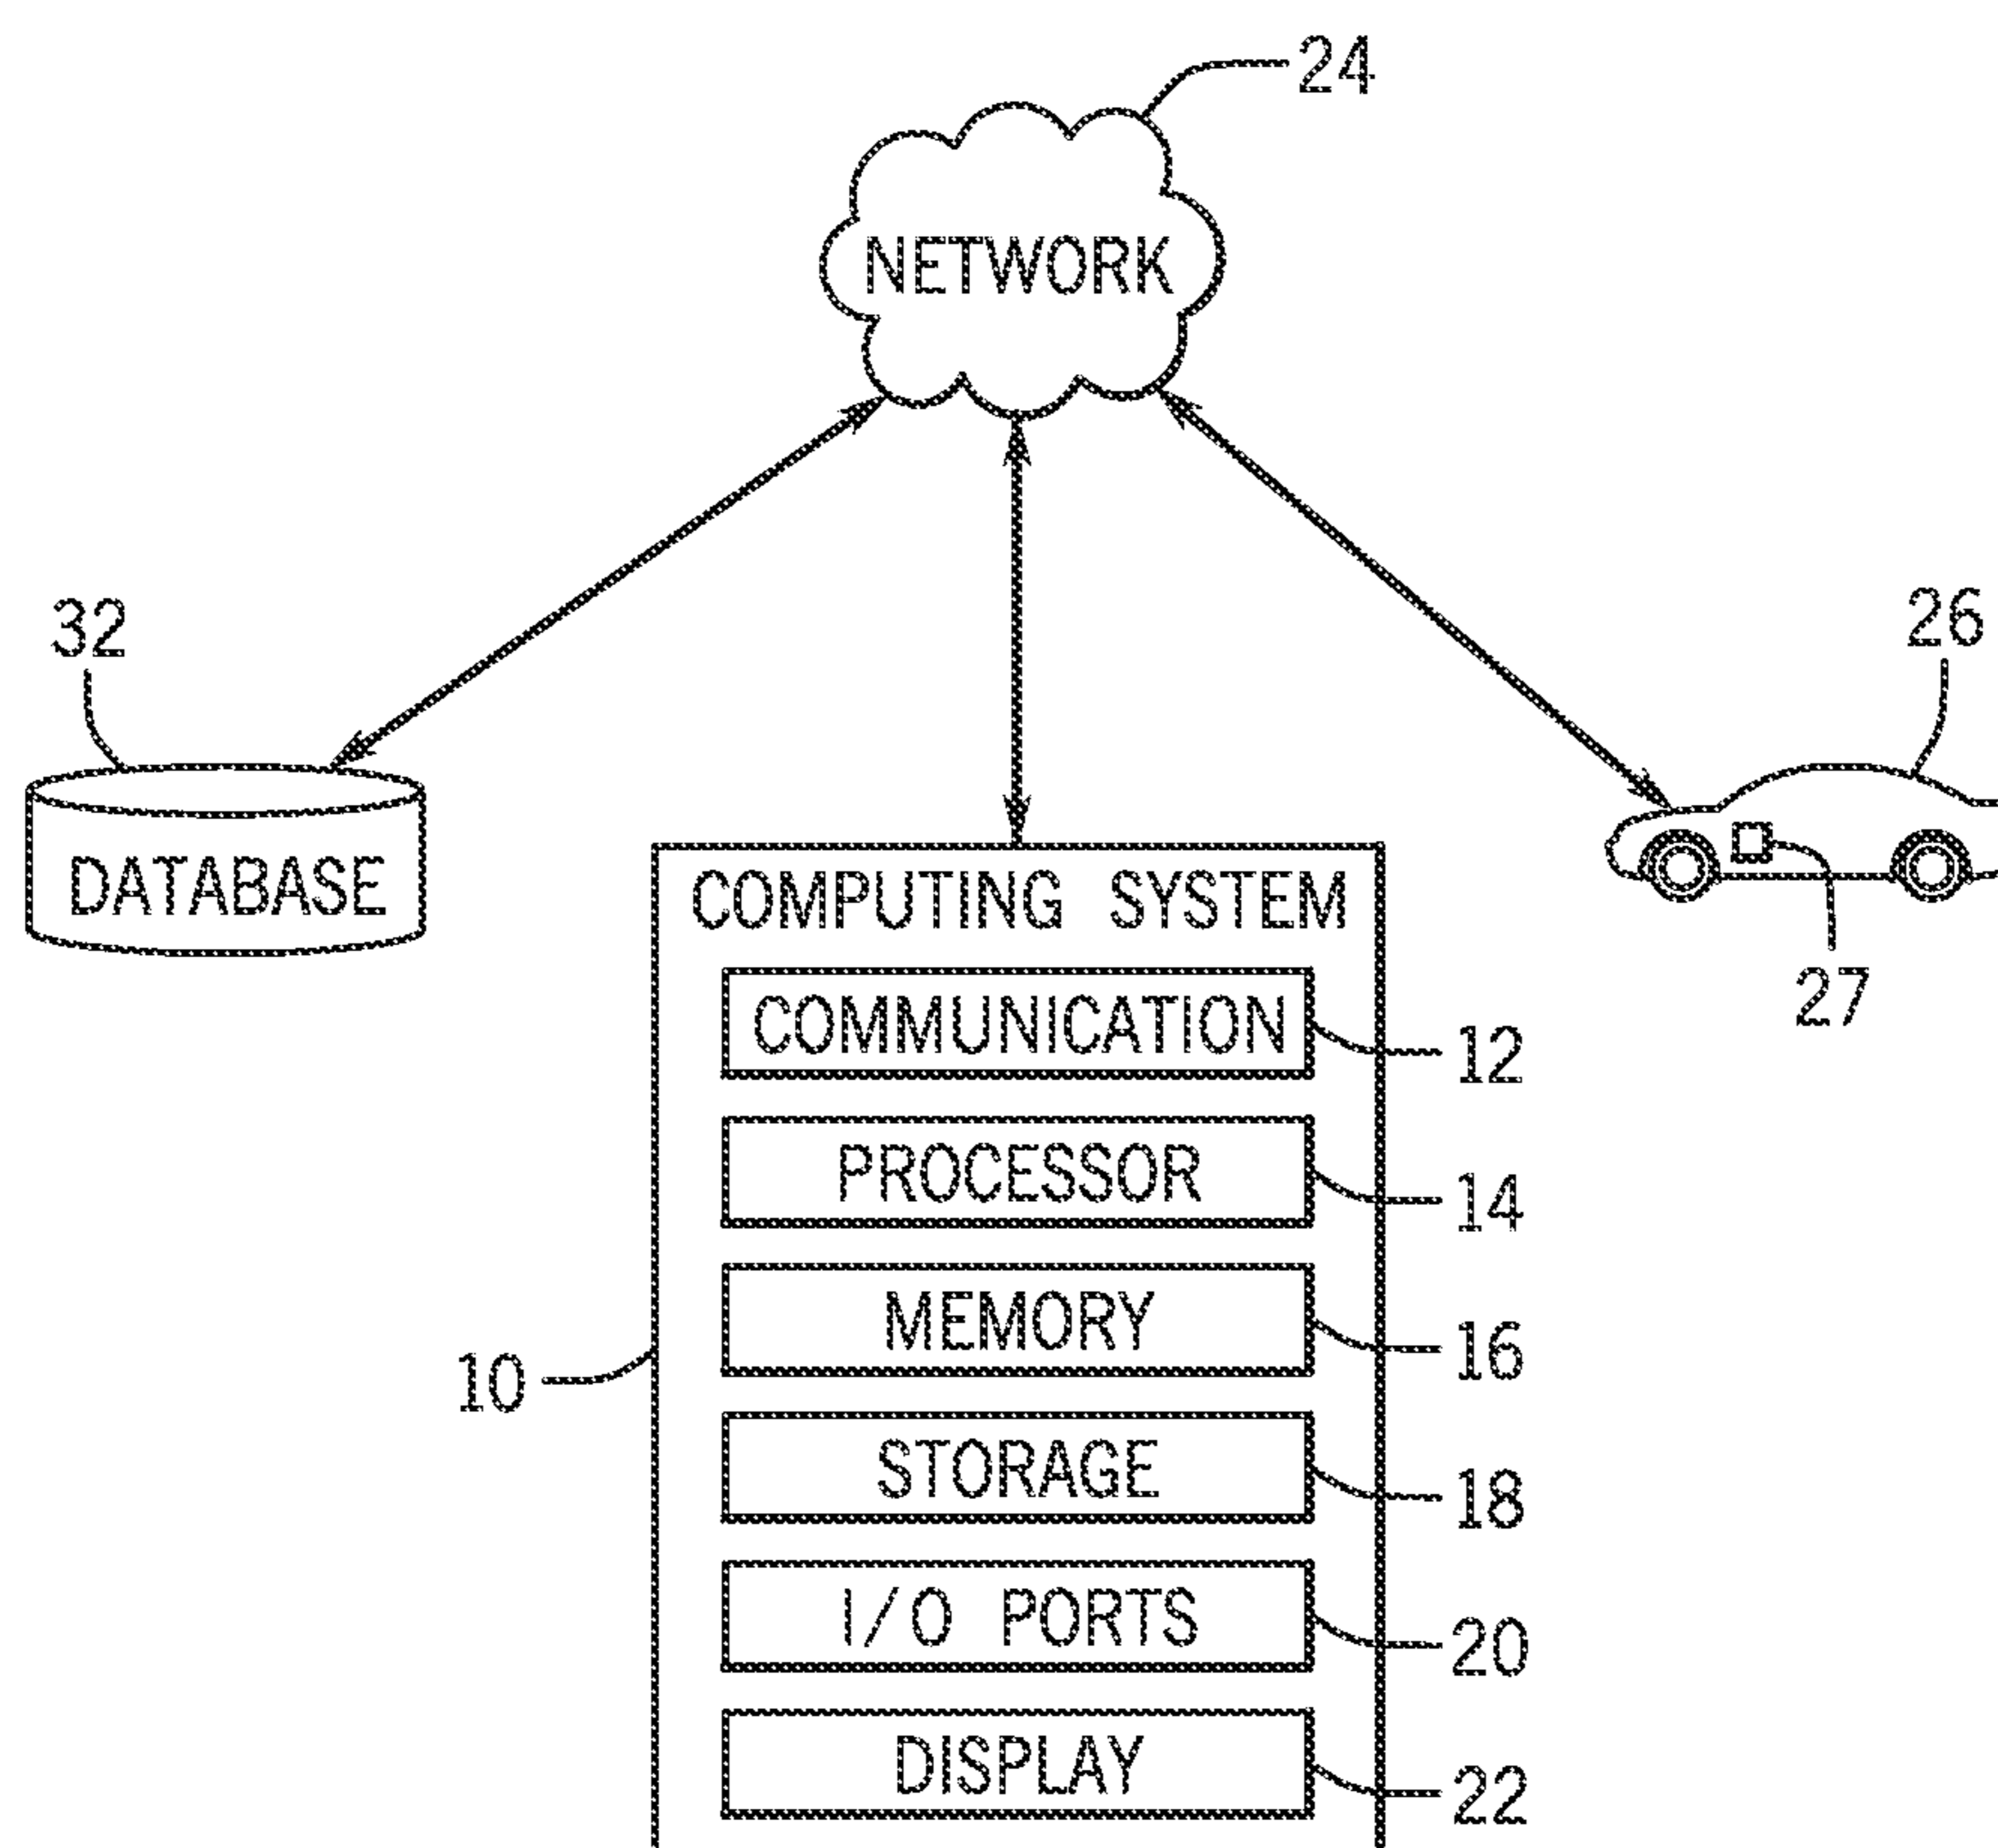 24
NETWORK
32
26
DATABASE
COMPUTING SYSTEM
27
COMMUNICATION
12
PROCESSOR
14
MEMORY
16
10
STORAGE
18
I/O PORTS
20
DISPLAY
22